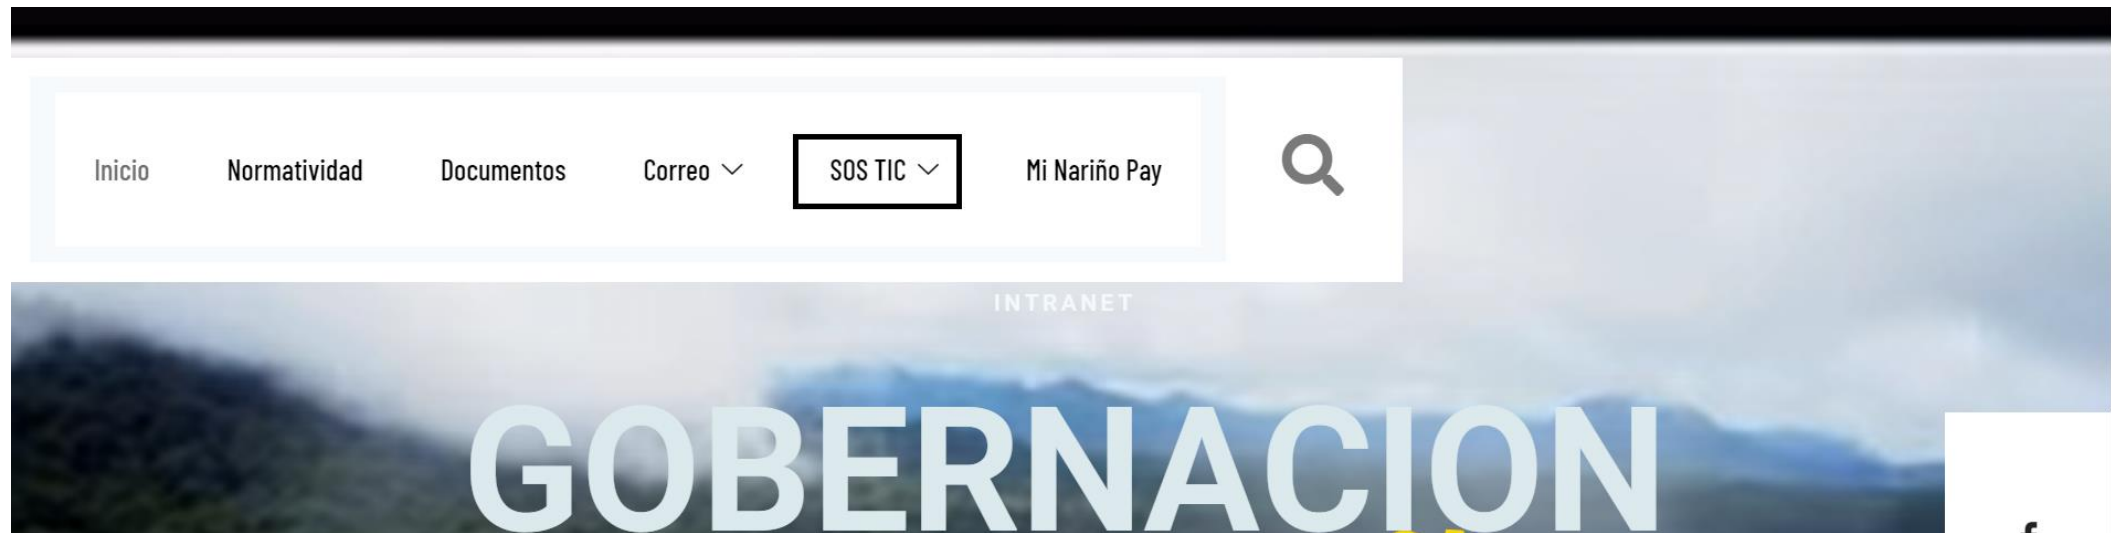 Inicio Normatividad Documentos Correo SOS TIC Mi Nariño Pay
INTRANET
GOBERNACION